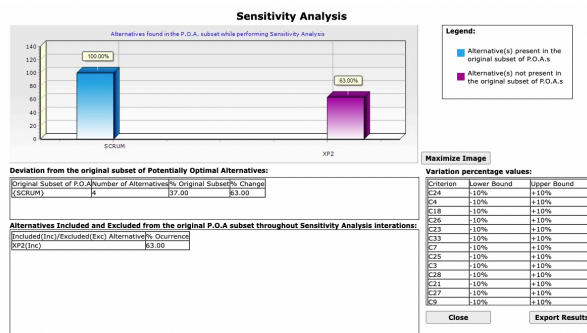 Sensitivity Analysis
Alternatives found in the P.O.A. subset while performing Sensitivity Analysis
140
120
100
80
60
40
20
0
100.00%
63.00%
SCRUM
XP2
Legend:
Alternative(s) present in the
original subset of P.O.A.s
Alternative(s) not present in
the original subset of P.O.A.s
Maximize Image
Deviation from the original subset of Potentially Optimal Alternatives:
Original Subset of P.O.A Number of Alternatives % Original Subset % Change
{SCRUM} 4 37.00 63.00
Alternatives Included and Excluded from the original P.O.A subset throughout Sensitivity Analysis interations:
Included(Inc)/Excluded(Exc) Alternative % Ocurrence
XP2(Inc) 63.00
Variation percentage values:
Criterion Lower Bound Upper Bound
C24 -10% +10%
C4 -10% +10%
C18 -10% +10%
C26 -10% +10%
C23 -10% +10%
C33 -10% +10%
C7 -10% +10%
C25 -10% +10%
C3 -10% +10%
C28 -10% +10%
C21 -10% +10%
C27 -10% +10%
C9 -10% +10%
Close Export Results